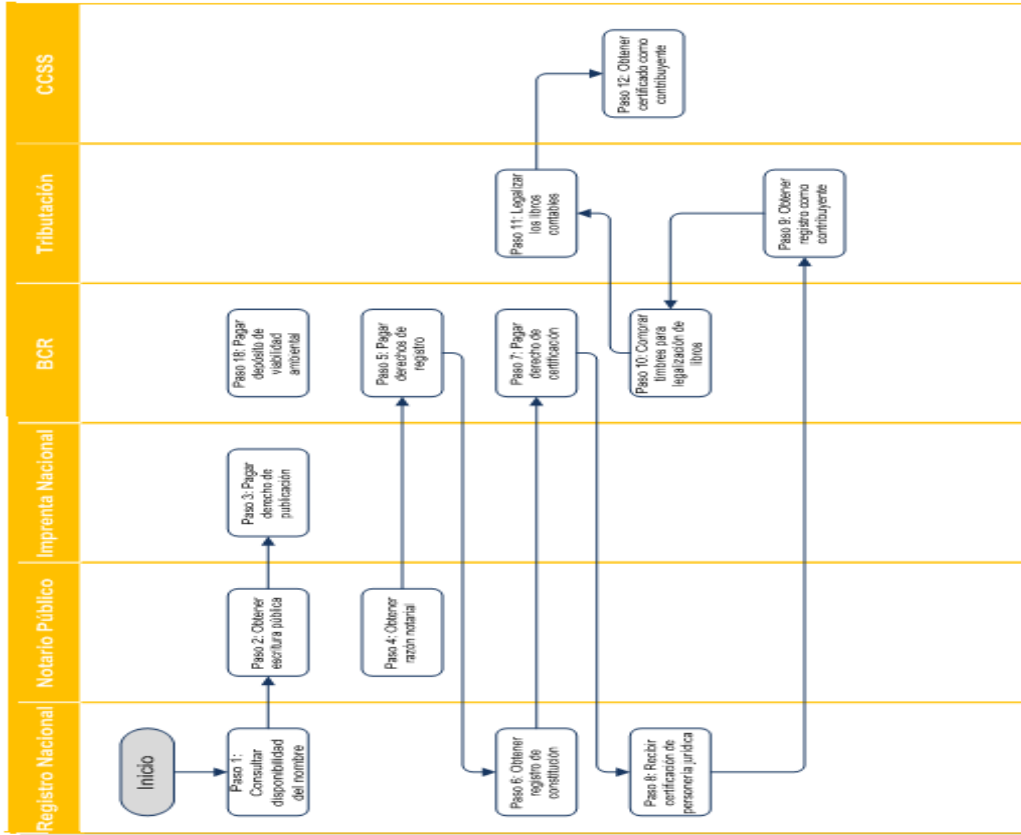 Registro Nacional
Notario Público
Imprenta Nacional
BCR
Tributación
CCSS
Inicio
Paso 1:
Consultar
disponibilidad
del nombre
Paso 2: Obtener
escritura pública
Paso 3: Pagar
derecho de
publicación
Paso 18: Pagar
depósito de
viabilidad
ambiental
Paso 4: Obtener
razón notarial
Paso 5: Pagar
derechos de
registro
Paso 6: Obtener
registro de
constitución
Paso 7: Pagar
derecho de
certificación
Paso 11: Legalizar
los libros
contables
Paso 12: Obtener
certificado como
contribuyente
Paso 8: Recibir
certificación de
personería jurídica
Paso 10: Comprar
timbres para
legalización de
libros
Paso 9: Obtener
registro como
contribuyente